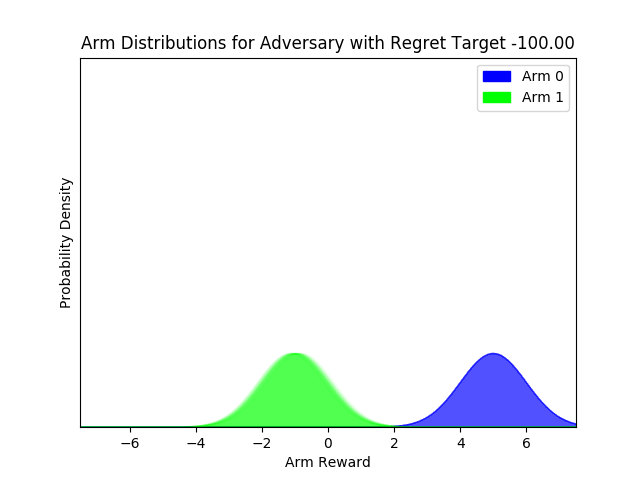 Arm Distributions for Adversary with Regret Target -100.00
Arm 0
Arm 1
Probability Density
−6 −4 −2 0 2 4 6
Arm Reward